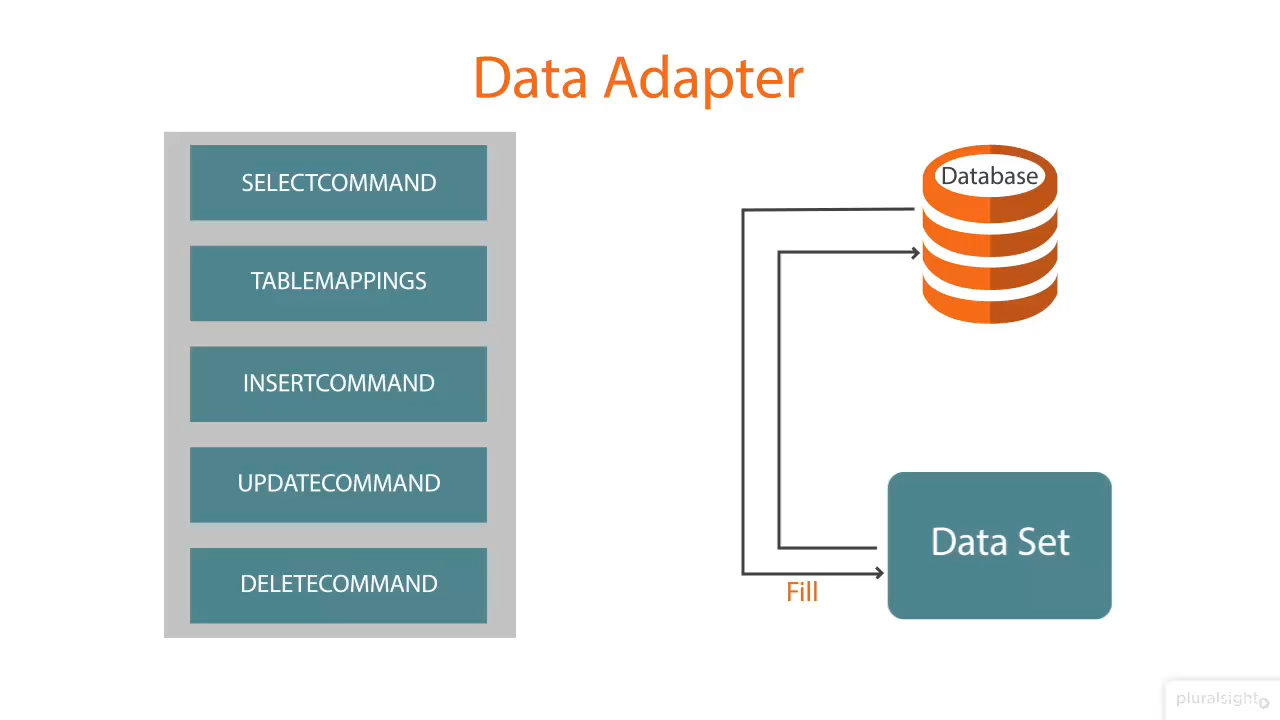 Data Adapter
SELECTCOMMAND
TABLEMAPPINGS
INSERTCOMMAND
UPDATECOMMAND
DELETECOMMAND
Database
Fill
Data Set
pluralsight